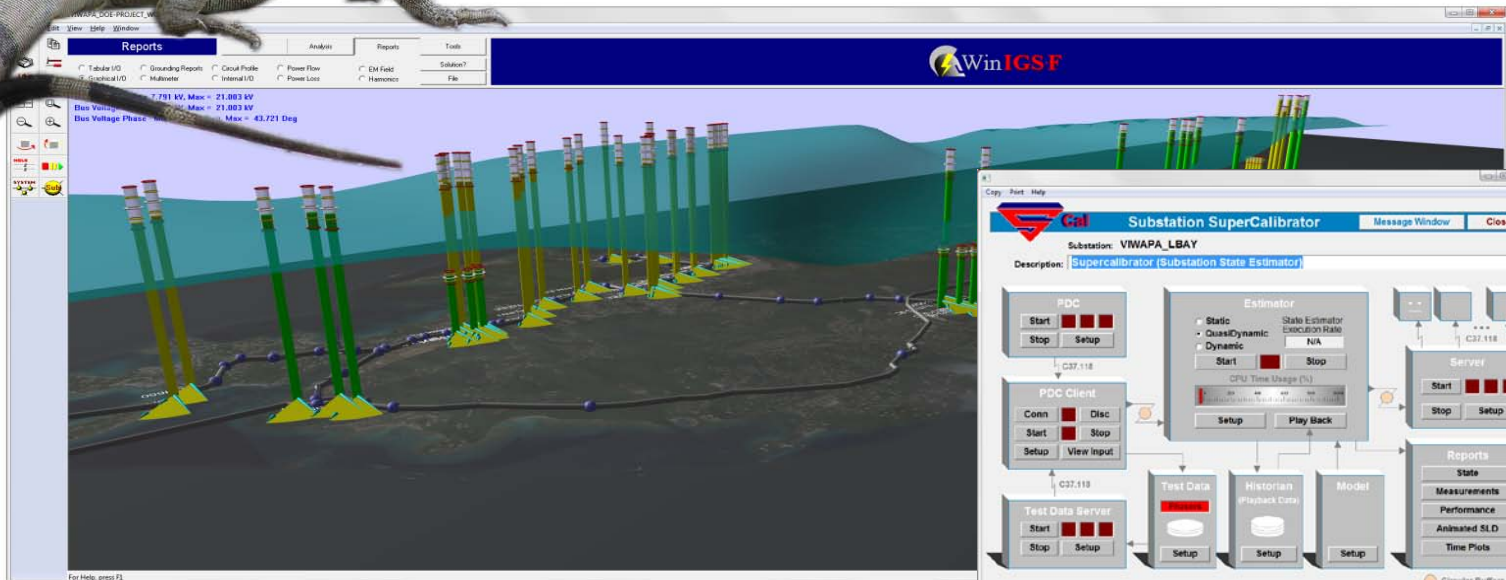 VIWAPA_DOE-PROJECT_W
Edit View Help Window
Reports
Analysis
Reports
Tools
Tabular I/O
Grounding Reports
Circuit Profile
Power Flow
EM Field
Solution?
Graphical I/O
Multimeter
Internal I/O
Power Loss
Harmonics
File
WinIGS-F
7.791 kV, Max = 21.003 kV
Bus Voltage
kV, Max = 21.003 kV
Bus Voltage Phase
Max = 43.721 Deg
For Help, press F1
Copy Print Help
Cal
Substation SuperCalibrator
Message Window
Clos
Substation: VIWAPA_LBAY
Description: Supercalibrator (Substation State Estimator)
PDC
Start
Stop
Setup
C37.118
PDC Client
Conn
Disc
Start
Stop
Setup
View Input
C37.118
Test Data Server
Start
Stop
Setup
Estimator
Static
QuasiDynamic
Dynamic
State Estimator
Execution Rate
N/A
Start
Stop
CPU Time Usage (%)
Setup
Play Back
Test Data
Phasors
Setup
Historian
(Playback Data)
Setup
Model
Setup
C37.118
Server
Start
Stop
Setup
Reports
State
Measurements
Performance
Animated SLD
Time Plots